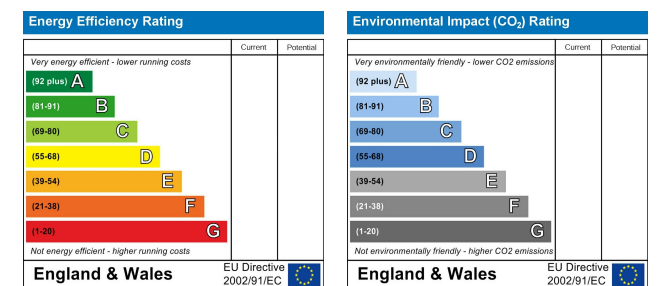 Energy Efficiency Rating
Current Potential
Very energy efficient - lower running costs
(92 plus) A
(81-91) B
(69-80) C
(55-68) D
(39-54) E
(21-38) F
(1-20) G
Not energy efficient - higher running costs
England & Wales
EU Directive
2002/91/EC
Environmental Impact (CO₂) Rating
Current Potential
Very environmentally friendly - lower CO2 emissions
(92 plus) A
(81-91) B
(69-80) C
(55-68) D
(39-54) E
(21-38) F
(1-20) G
Not environmentally friendly - higher CO2 emissions
England & Wales
EU Directive
2002/91/EC